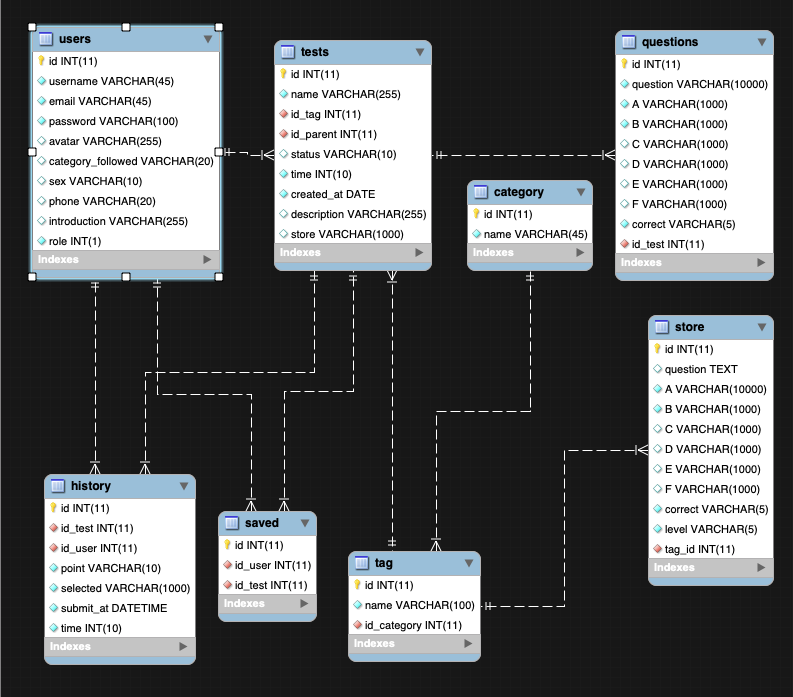 users
id INT(11)
username VARCHAR(45)
email VARCHAR(45)
password VARCHAR(100)
avatar VARCHAR(255)
category_followed VARCHAR(20)
sex VARCHAR(10)
phone VARCHAR(20)
introduction VARCHAR(255)
role INT(1)
Indexes
tests
id INT(11)
name VARCHAR(255)
id_tag INT(11)
id_parent INT(11)
status VARCHAR(10)
time INT(10)
created_at DATE
description VARCHAR(255)
store VARCHAR(1000)
Indexes
questions
id INT(11)
question VARCHAR(10000)
A VARCHAR(1000)
B VARCHAR(1000)
C VARCHAR(1000)
D VARCHAR(1000)
E VARCHAR(1000)
F VARCHAR(1000)
correct VARCHAR(5)
id_test INT(11)
Indexes
category
id INT(11)
name VARCHAR(45)
Indexes
store
id INT(11)
question TEXT
A VARCHAR(10000)
B VARCHAR(1000)
C VARCHAR(1000)
D VARCHAR(1000)
E VARCHAR(1000)
F VARCHAR(1000)
correct VARCHAR(5)
level VARCHAR(5)
tag_id INT(11)
Indexes
history
id INT(11)
id_test INT(11)
id_user INT(11)
point VARCHAR(10)
selected VARCHAR(1000)
submit_at DATETIME
time INT(10)
Indexes
saved
id INT(11)
id_user INT(11)
id_test INT(11)
Indexes
tag
id INT(11)
name VARCHAR(100)
id_category INT(11)
Indexes